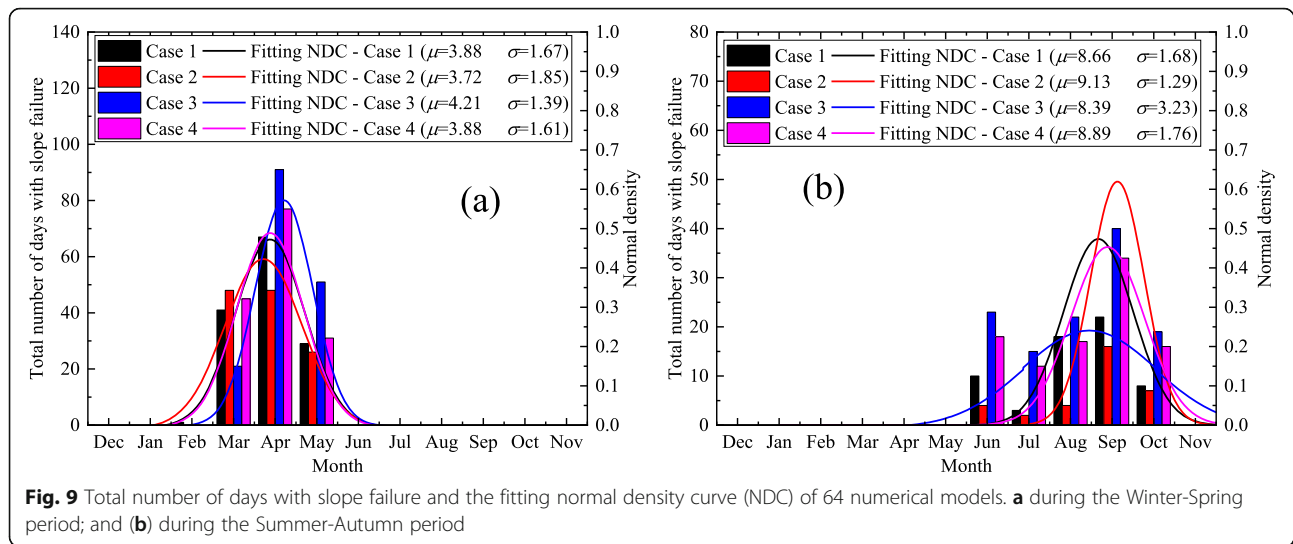 140
120
100
80
60
40
20
0
Total number of days with slope failure
Case 1 Fitting NDC - Case 1 (μ=3.88 σ=1.67)
Case 2 Fitting NDC - Case 2 (μ=3.72 σ=1.85)
Case 3 Fitting NDC - Case 3 (μ=4.21 σ=1.39)
Case 4 Fitting NDC - Case 4 (μ=3.88 σ=1.61)
(a)
1.0
0.9
0.8
0.7
0.6
0.5
0.4
0.3
0.2
0.1
0.0
Normal density
Dec Jan Feb Mar Apr May Jun Jul Aug Sep Oct Nov
Month
80
70
60
50
40
30
20
10
0
Total number of days with slope failure
Case 1 Fitting NDC - Case 1 (μ=8.66 σ=1.68)
Case 2 Fitting NDC - Case 2 (μ=9.13 σ=1.29)
Case 3 Fitting NDC - Case 3 (μ=8.39 σ=3.23)
Case 4 Fitting NDC - Case 4 (μ=8.89 σ=1.76)
(b)
1.0
0.9
0.8
0.7
0.6
0.5
0.4
0.3
0.2
0.1
0.0
Normal density
Dec Jan Feb Mar Apr May Jun Jul Aug Sep Oct Nov
Month
Fig. 9 Total number of days with slope failure and the fitting normal density curve (NDC) of 64 numerical models. a during the Winter-Spring
period; and (b) during the Summer-Autumn period